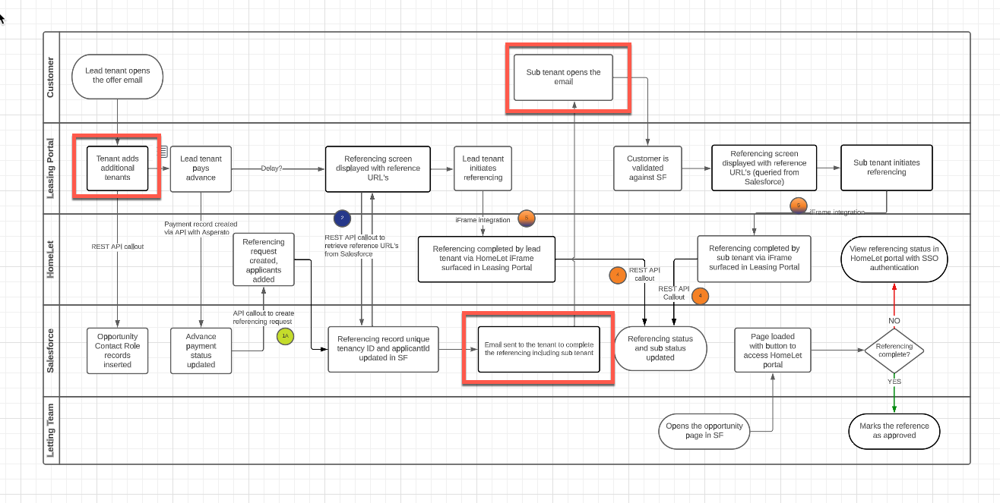 Customer
Lead tenant opens
the offer email
Sub tenant opens the
email
Leasing Portal
Tenant adds
additional
tenants
Lead tenant
pays
advance
Delay?
Referencing screen
displayed with reference
URL's
Lead tenant
initiates
referencing
Customer is
validated
against SF
Referencing screen
displayed with reference
URL's (queried from
Salesforce)
Sub tenant initiates
referencing
HomeLet
REST API callout
Payment record created
via API with Asperato
Referencing
request
created,
applicants
added
2
REST API callout to
retrieve reference URL's
from Salesforce
iFrame integration
5
Referencing completed by lead
tenant via HomeLet iFrame
surfaced in Leasing Portal
4
REST API
callout
5
iFrame integration
Referencing completed by
sub tenant via iFrame
surfaced in Leasing Portal
REST API
Callout
4
View referencing status in
HomeLet portal with SSO
authentication
Salesforce
Opportunity
Contact Role
records
inserted
Advance
payment
status
updated
API callout to create
referencing request
1A
Referencing record unique
tenancy ID and applicantId
updated in SF
Email sent to the tenant to complete
the referencing including sub tenant
Referencing status
and sub status
updated
Page loaded
with button to
access HomeLet
portal
NO
Referencing
complete?
YES
Letting Team
Opens the opportunity
page in SF
Marks the reference
as approved